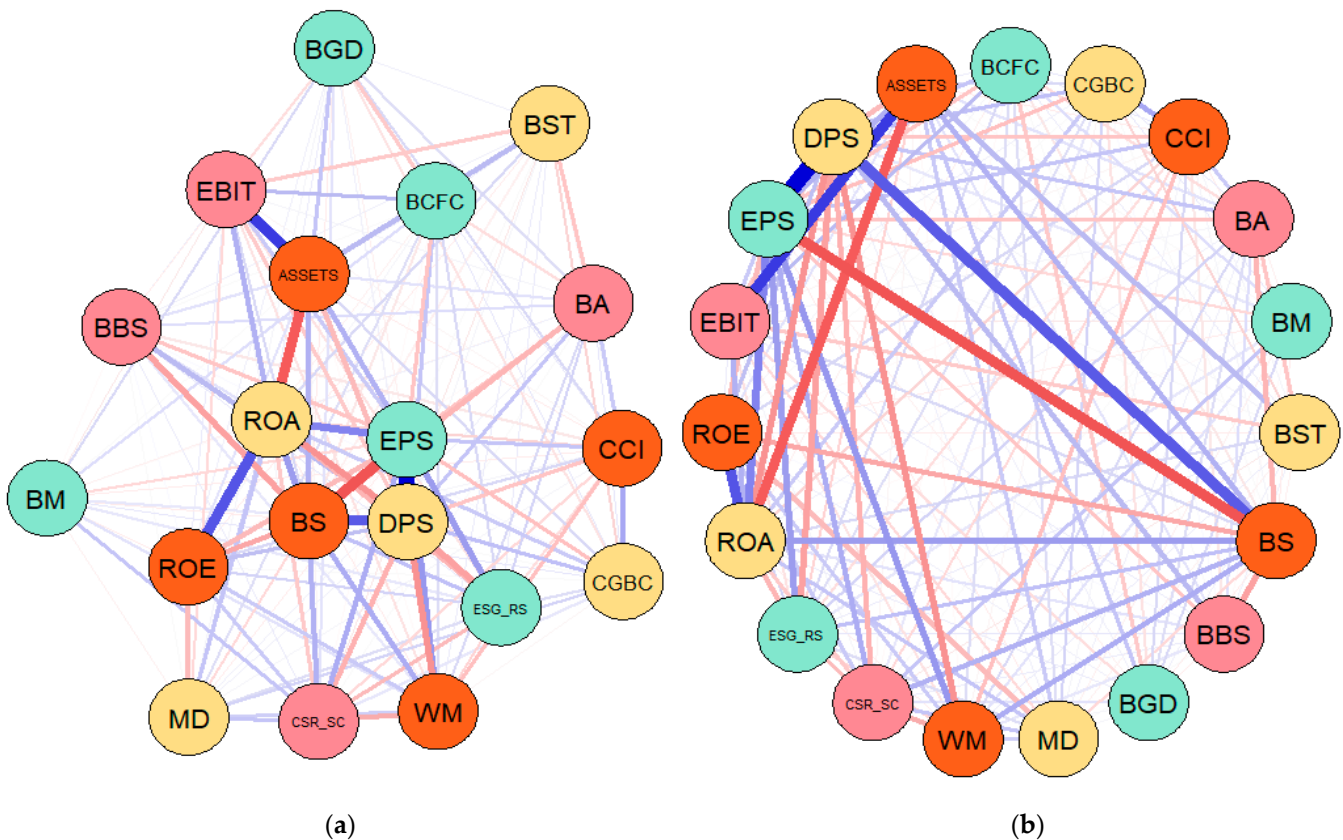 BGD
BST
EBIT
BCFC
ASSETS
BBS
BA
ROA
EPS
CCI
BM
BS
DPS
ROE
CGBC
ESG_RS
MD
CSR_SC
WM
(a)
BCFC
ASSETS
CGBC
DPS
CCI
EPS
BA
EBIT
BM
ROE
BST
ROA
BS
ESG_RS
BBS
CSR_SC
BGD
WM
MD
(b)